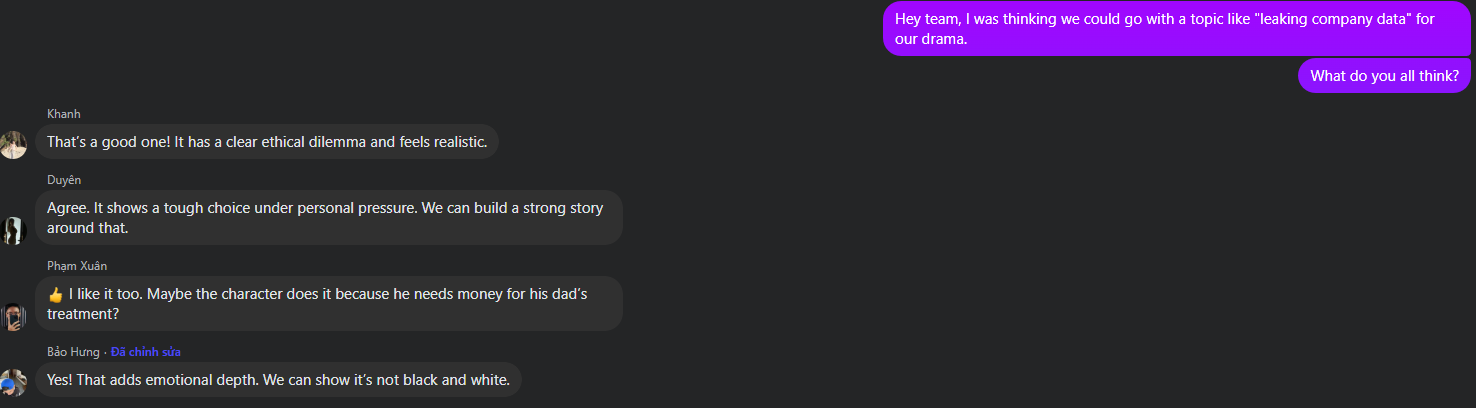 Hey team, I was thinking we could go with a topic like "leaking company data" for
our drama.
What do you all think?
Khanh
That’s a good one! It has a clear ethical dilemma and feels realistic.
Duyên
Agree. It shows a tough choice under personal pressure. We can build a strong story
around that.
Phạm Xuân
👍 I like it too. Maybe the character does it because he needs money for his dad’s
treatment?
Bảo Hưng · Đã chỉnh sửa
Yes! That adds emotional depth. We can show it’s not black and white.